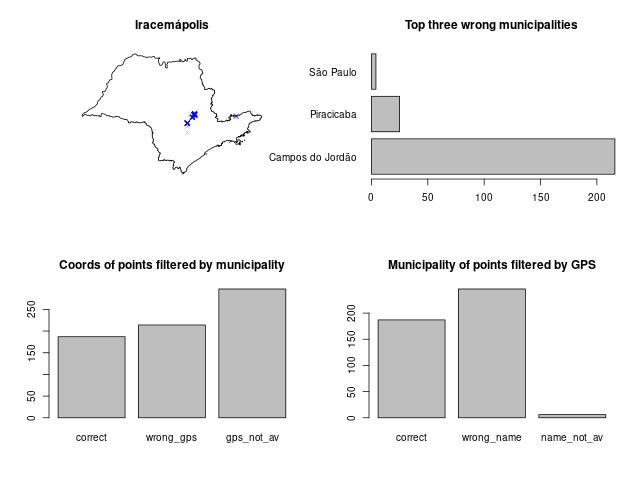 Iracemápolis
Top three wrong municipalities
São Paulo
Piracicaba
Campos do Jordão
0 50 100 150 200
Coords of points filtered by municipality
0 50 150 250
correct wrong_gps gps_not_av
Municipality of points filtered by GPS
0 50 100 150 200
correct wrong_name name_not_av